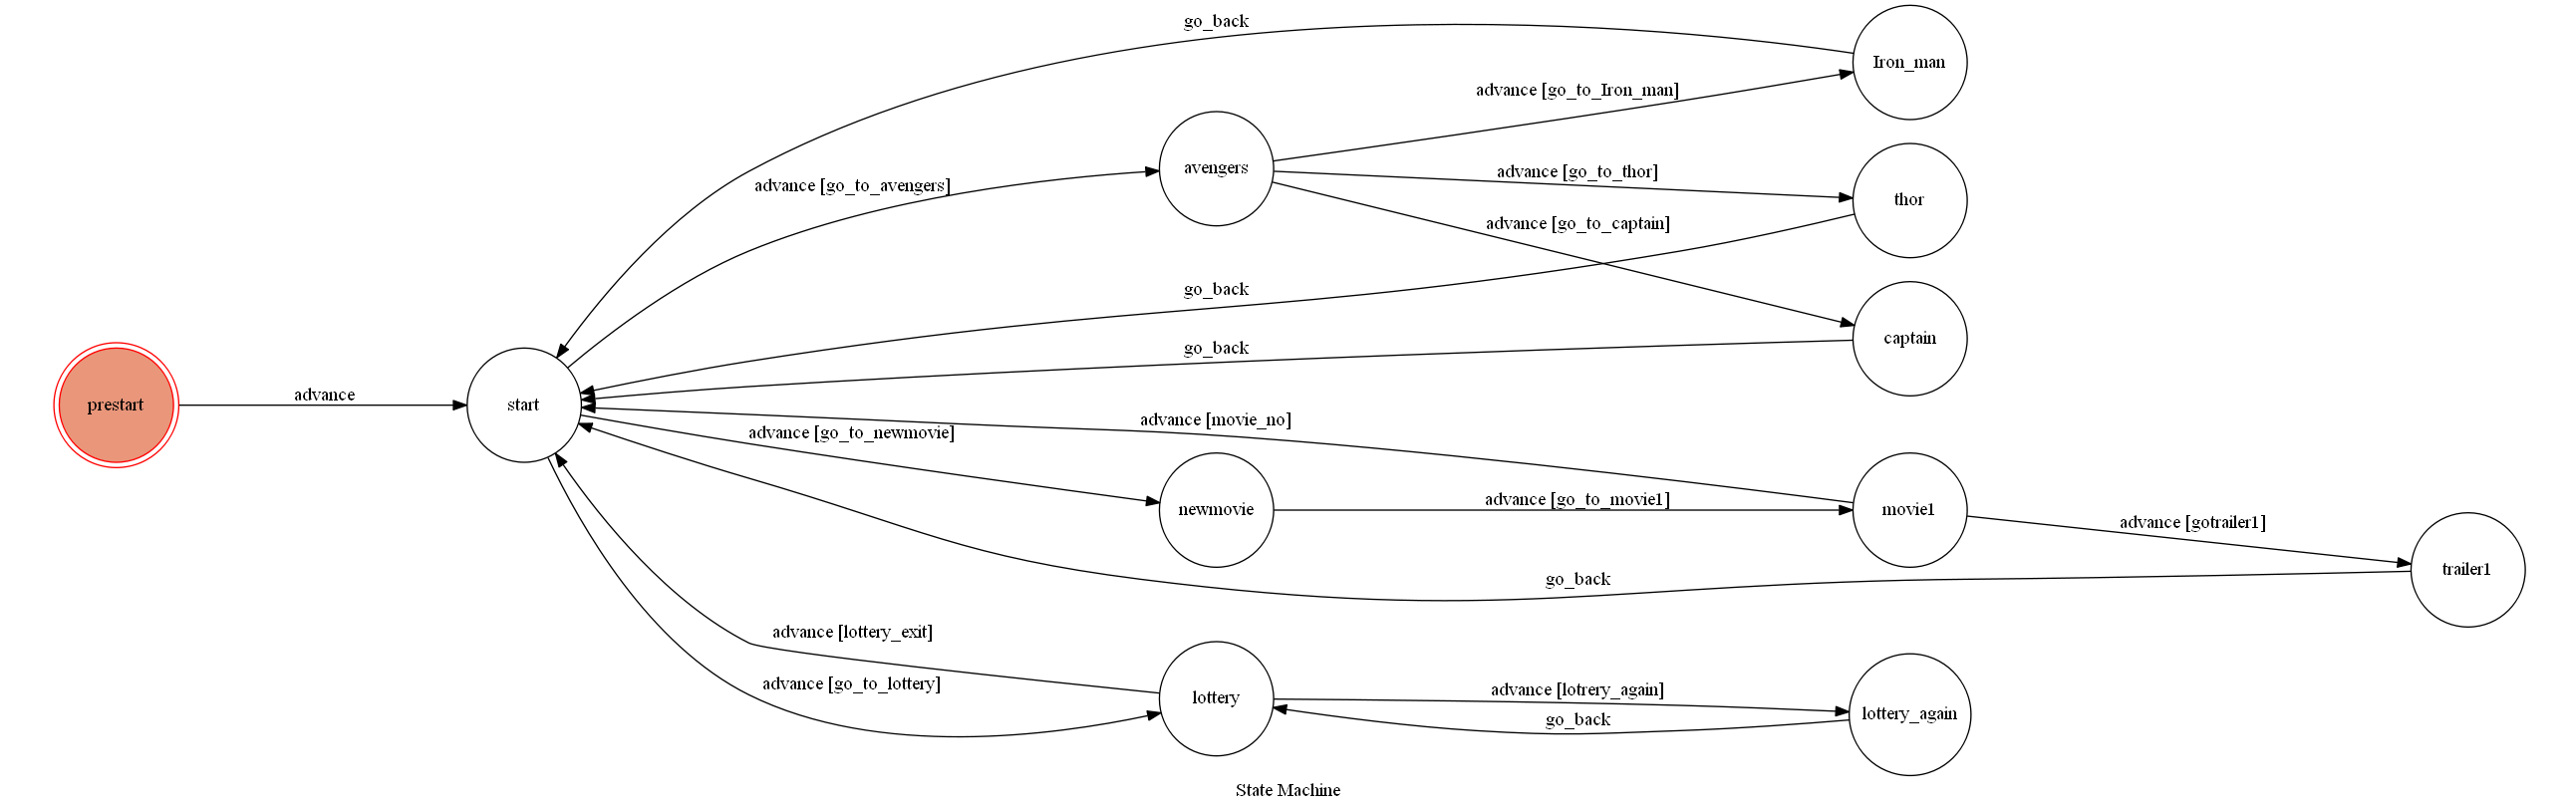 go_back
Iron_man
advance [go_to_Iron_man]
avengers
advance [go_to_thor]
advance [go_to_avengers]
thor
advance [go_to_captain]
go_back
captain
go_back
prestart
advance
start
advance [movie_no]
advance [go_to_newmovie]
newmovie
advance [go_to_movie1]
movie1
advance [gotrailer1]
trailer1
go_back
advance [lottery_exit]
advance [go_to_lottery]
lottery
advance [lotrery_again]
lottery_again
go_back
State Machine